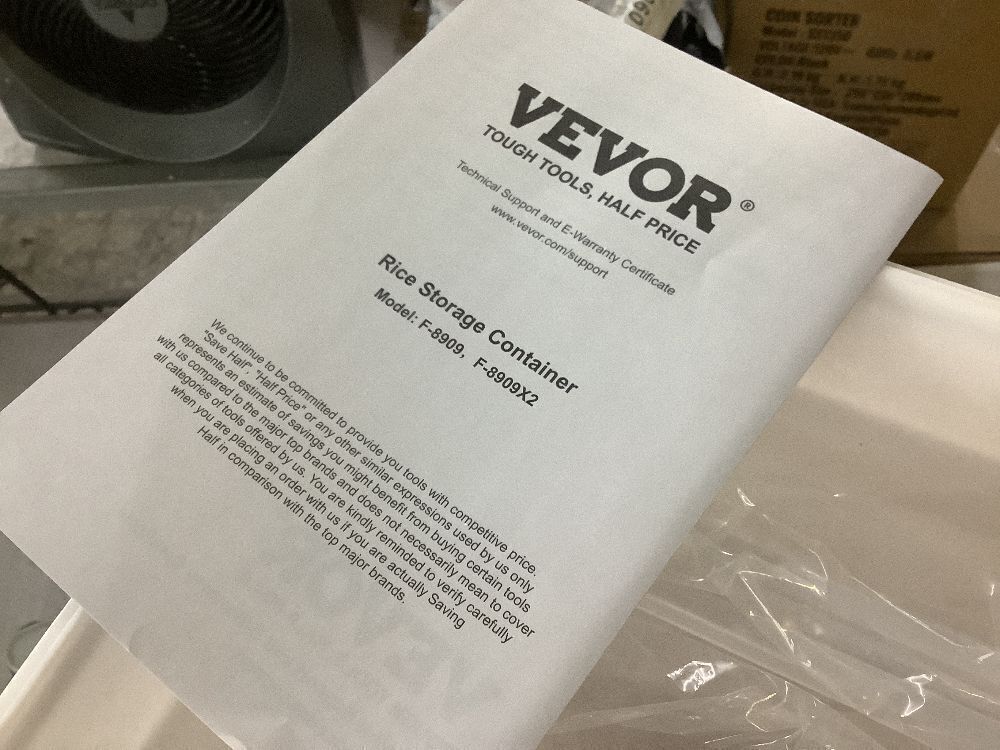 VEVOR®
TOUGH TOOLS, HALF PRICE
Technical Support and E-Warranty Certificate
www.vevor.com/support
Rice Storage Container
Model: F-8909, F-8909X2
We continue to be committed to provide you tools with competitive price.
"Save Half", "Half Price" or any other similar expressions used by us only
represents an estimate of savings you might benefit from buying certain tools
with us compared to the major top brands and does not necessarily mean to cover
all categories of tools offered by us. You are kindly reminded to verify carefully
when you are placing an order with us if you are actually Saving
Half in comparison with the top major brands.
COIN SORTER